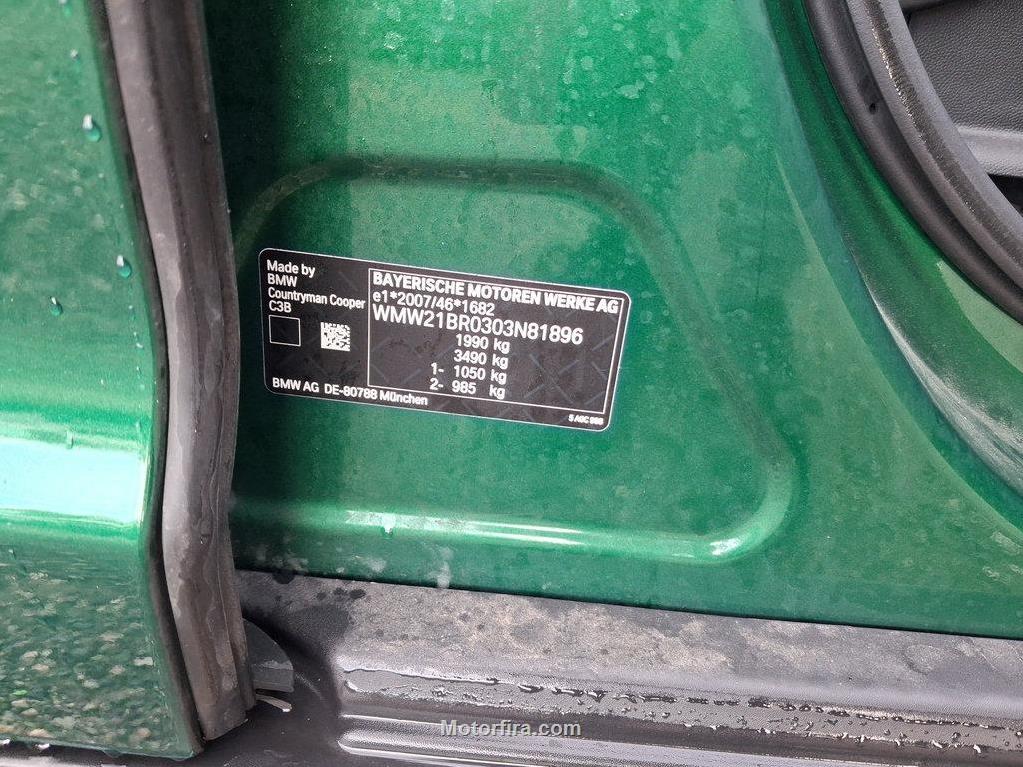 Made by
BMW
Countryman Cooper
C3B
BAYERISCHE MOTOREN WERKE AG
e1*2007/46*1682
WMW21BR0303N81896
1990 kg
3490 kg
1- 1050 kg
2- 985 kg
BMW AG DE-80788 München
Motorfira.com